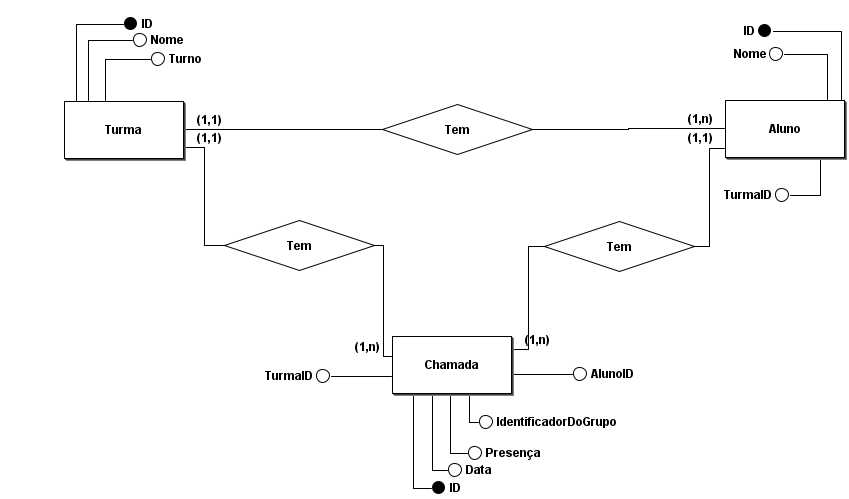 ID
Nome
Turno
ID
Nome
Turma
(1,1)
(1,1)
Tem
(1,n)
(1,1)
Aluno
TurmaID
Tem
Tem
(1,n)
(1,n)
Chamada
TurmaID
AlunoID
IdentificadorDoGrupo
Presença
Data
ID